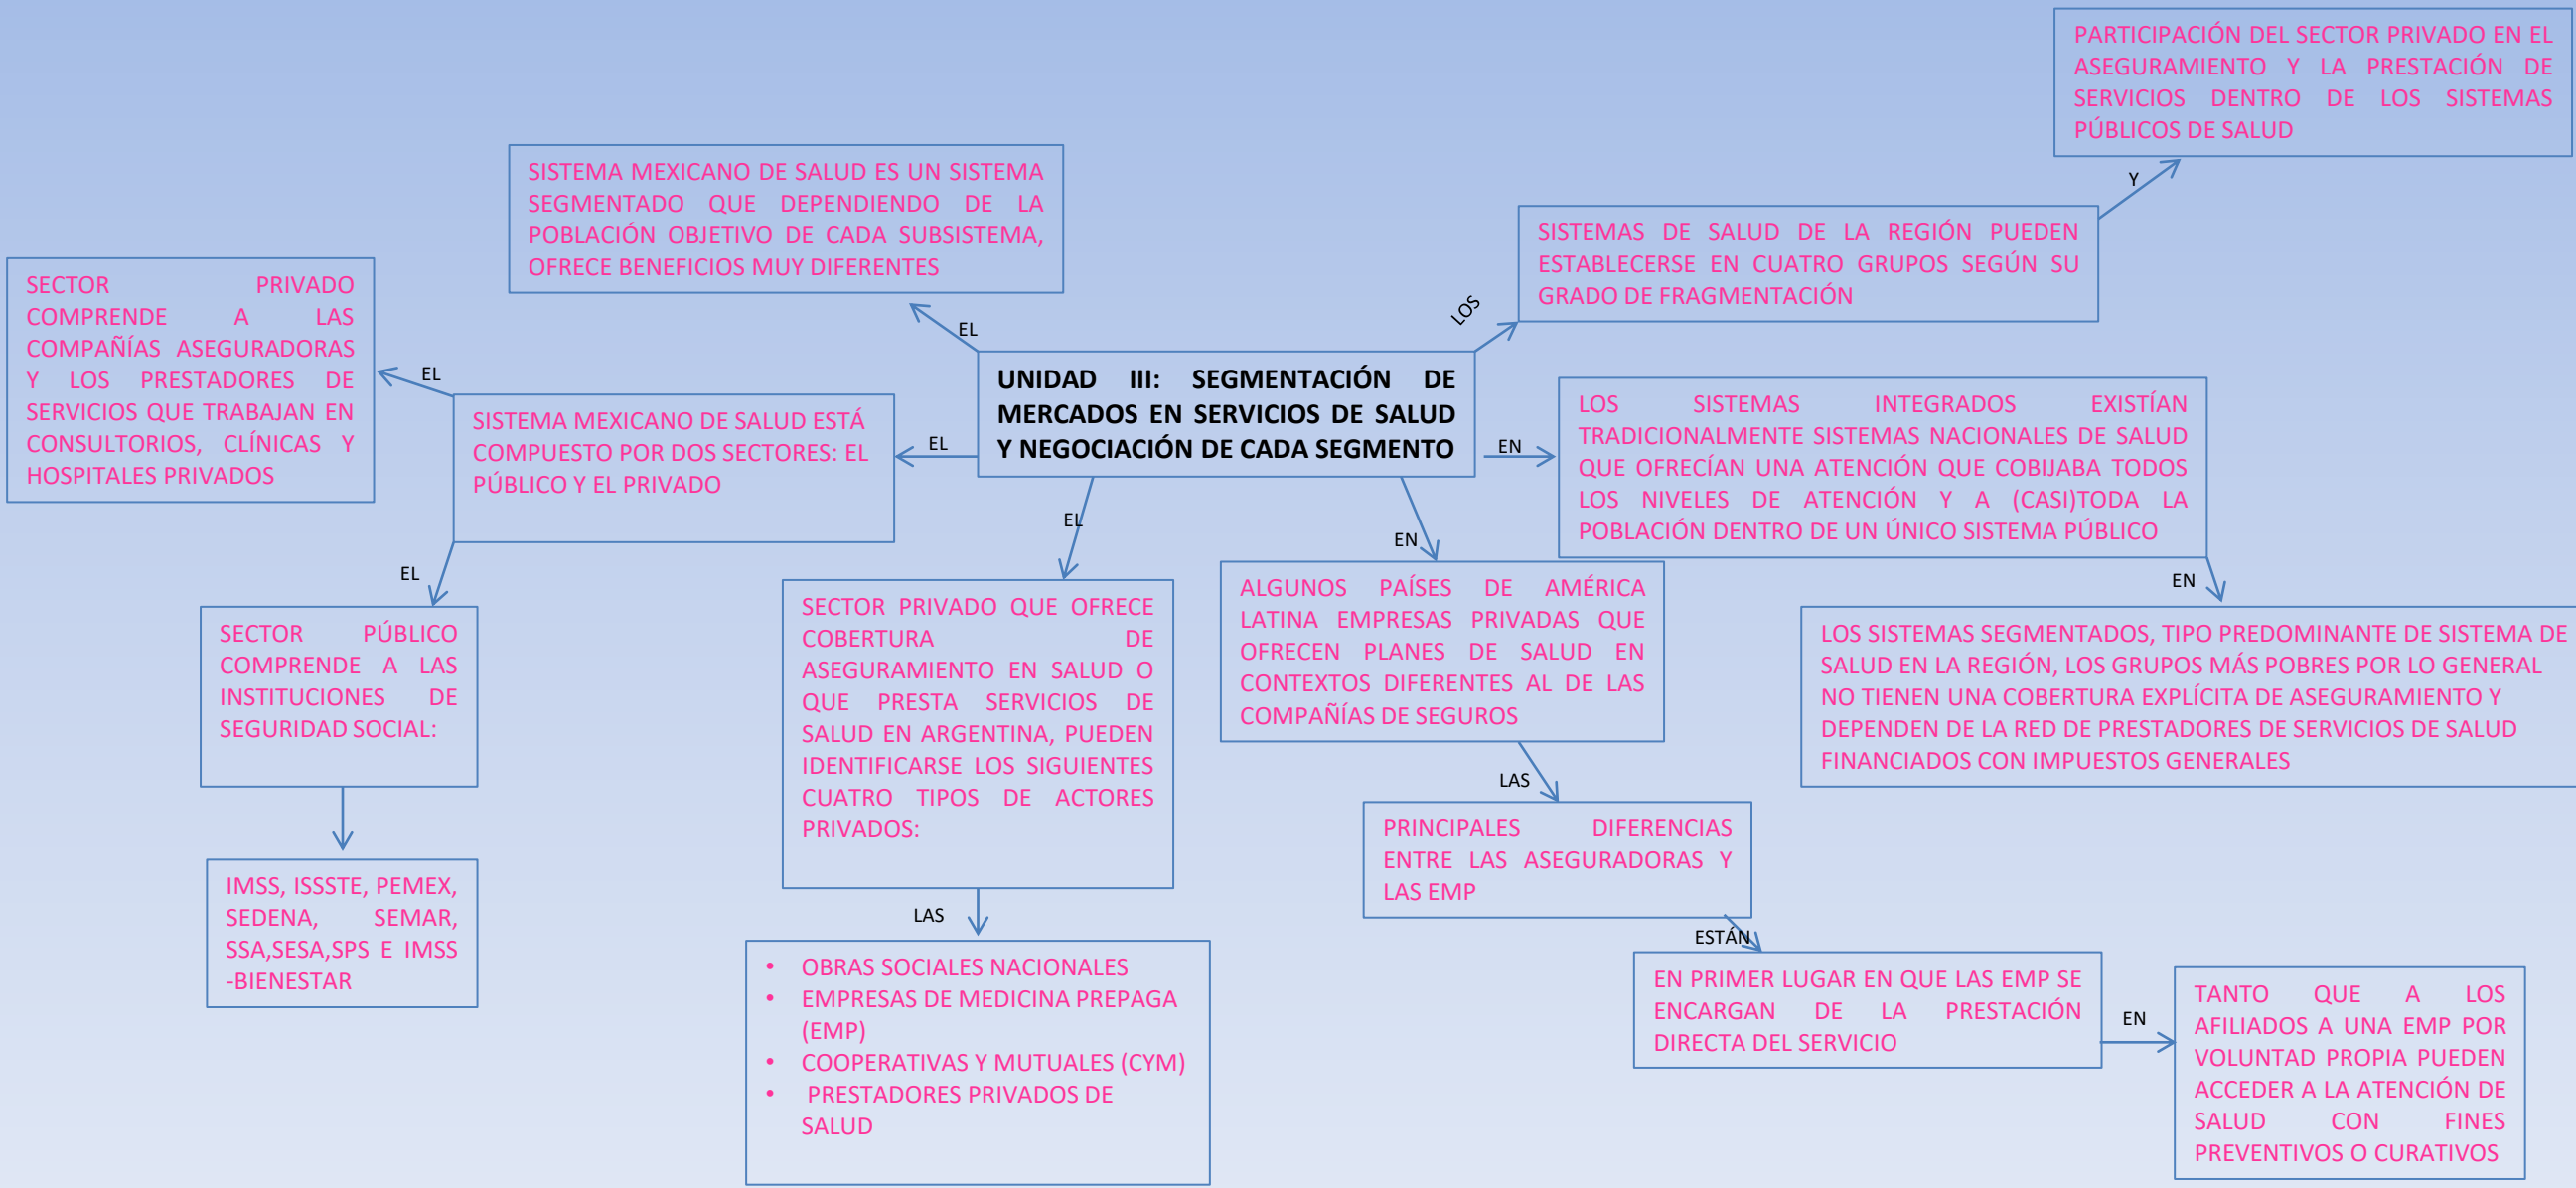 PARTICIPACIÓN DEL SECTOR PRIVADO EN EL
ASEGURAMIENTO Y LA PRESTACIÓN DE
SERVICIOS DENTRO DE LOS SISTEMAS
PÚBLICOS DE SALUD
Y
SISTEMA MEXICANO DE SALUD ES UN SISTEMA
SEGMENTADO QUE DEPENDIENDO DE LA
POBLACIÓN OBJETIVO DE CADA SUBSISTEMA,
OFRECE BENEFICIOS MUY DIFERENTES
SISTEMAS DE SALUD DE LA REGIÓN PUEDEN
ESTABLECERSE EN CUATRO GRUPOS SEGÚN SU
GRADO DE FRAGMENTACIÓN
SECTOR PRIVADO
COMPRENDE A LAS
COMPAÑÍAS ASEGURADORAS
Y LOS PRESTADORES DE
SERVICIOS QUE TRABAJAN EN
CONSULTORIOS, CLÍNICAS Y
HOSPITALES PRIVADOS
EL
LOS
EL
UNIDAD III: SEGMENTACIÓN DE
MERCADOS EN SERVICIOS DE SALUD
Y NEGOCIACIÓN DE CADA SEGMENTO
SISTEMA MEXICANO DE SALUD ESTÁ
COMPUESTO POR DOS SECTORES: EL
PÚBLICO Y EL PRIVADO
EL
EN
LOS SISTEMAS INTEGRADOS EXISTÍAN
TRADICIONALMENTE SISTEMAS NACIONALES DE SALUD
QUE OFRECÍAN UNA ATENCIÓN QUE COBIJABA TODOS
LOS NIVELES DE ATENCIÓN Y A (CASI)TODA LA
POBLACIÓN DENTRO DE UN ÚNICO SISTEMA PÚBLICO
EL
EN
EL
EN
SECTOR PÚBLICO
COMPRENDE A LAS
INSTITUCIONES DE
SEGURIDAD SOCIAL:
SECTOR PRIVADO QUE OFRECE
COBERTURA DE
ASEGURAMIENTO EN SALUD O
QUE PRESTA SERVICIOS DE
SALUD EN ARGENTINA, PUEDEN
IDENTIFICARSE LOS SIGUIENTES
CUATRO TIPOS DE ACTORES
PRIVADOS:
ALGUNOS PAÍSES DE AMÉRICA
LATINA EMPRESAS PRIVADAS QUE
OFRECEN PLANES DE SALUD EN
CONTEXTOS DIFERENTES AL DE LAS
COMPAÑÍAS DE SEGUROS
LOS SISTEMAS SEGMENTADOS, TIPO PREDOMINANTE DE SISTEMA DE
SALUD EN LA REGIÓN, LOS GRUPOS MÁS POBRES POR LO GENERAL
NO TIENEN UNA COBERTURA EXPLÍCITA DE ASEGURAMIENTO Y
DEPENDEN DE LA RED DE PRESTADORES DE SERVICIOS DE SALUD
FINANCIADOS CON IMPUESTOS GENERALES
LAS
PRINCIPALES DIFERENCIAS
ENTRE LAS ASEGURADORAS Y
LAS EMP
IMSS, ISSSTE, PEMEX,
SEDENA, SEMAR,
SSA,SESA,SPS E IMSS
-BIENESTAR
LAS
• OBRAS SOCIALES NACIONALES
• EMPRESAS DE MEDICINA PREPAGA
(EMP)
• COOPERATIVAS Y MUTUALES (CYM)
• PRESTADORES PRIVADOS DE
SALUD
ESTÁN
EN PRIMER LUGAR EN QUE LAS EMP SE
ENCARGAN DE LA PRESTACIÓN
DIRECTA DEL SERVICIO
EN
TANTO QUE A LOS
AFILIADOS A UNA EMP POR
VOLUNTAD PROPIA PUEDEN
ACCEDER A LA ATENCIÓN DE
SALUD CON FINES
PREVENTIVOS O CURATIVOS